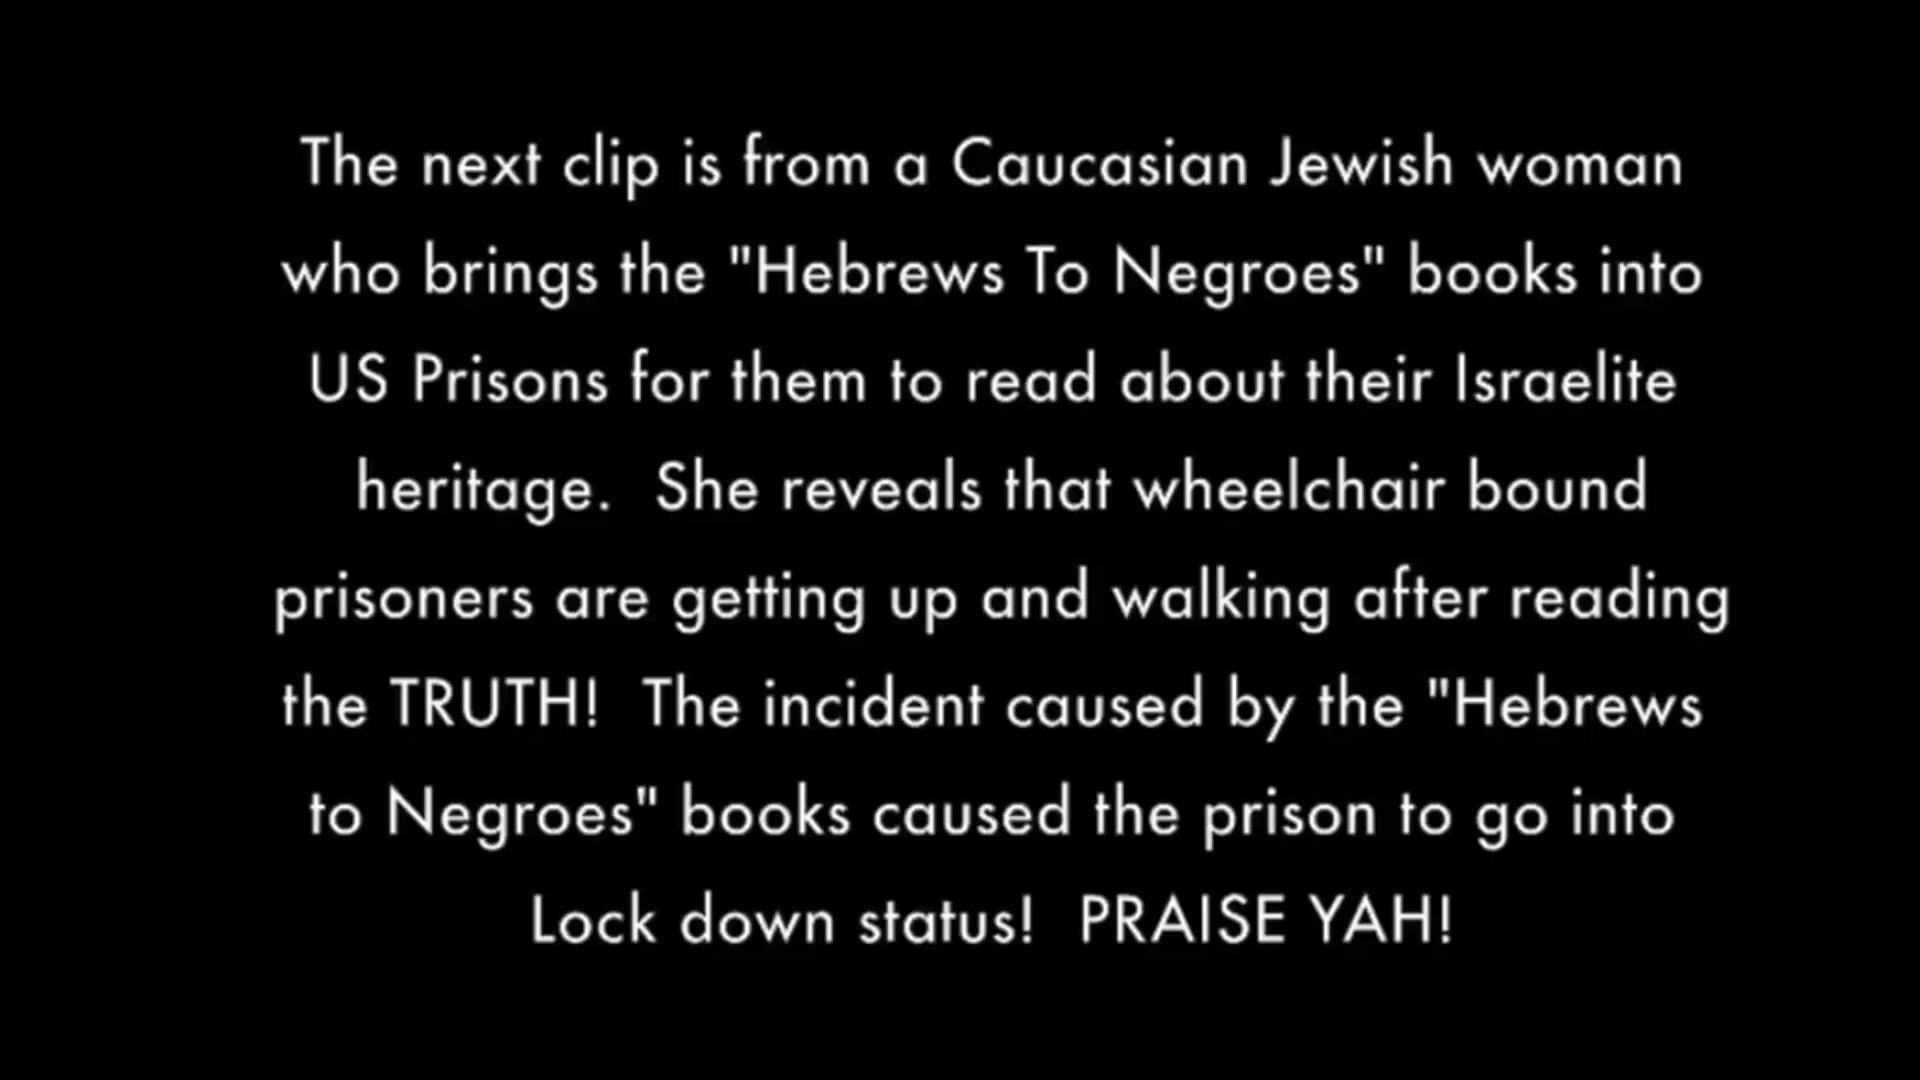 The next clip is from a Caucasian Jewish woman
who brings the "Hebrews To Negroes" books into
US Prisons for them to read about their Israelite
heritage.  She reveals that wheelchair bound
prisoners are getting up and walking after reading
the TRUTH!  The incident caused by the "Hebrews
to Negroes" books caused the prison to go into
Lock down status!  PRAISE YAH!